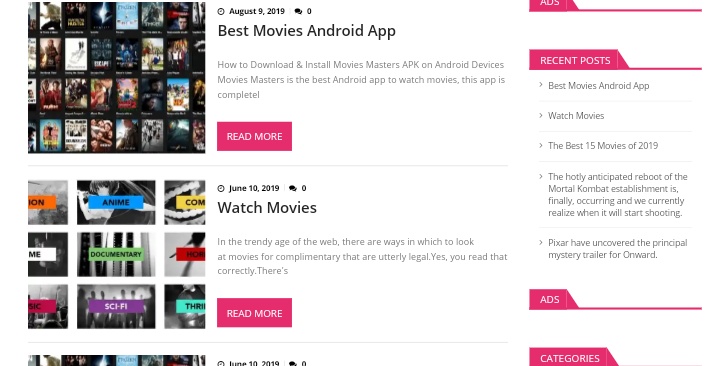 August 9, 2019 0
Best Movies Android App
How to Download & Install Movies Masters APK on Android Devices
Movies Masters is the best Android app to watch movies, this app is
completel
READ MORE
ION
ANIME
COM
ME
DOCUMENTARY
HOR
SIC
SCI-FI
THRI
June 10, 2019 0
Watch Movies
In the trendy age of the web, there are ways in which to look
at movies for complimentary that are utterly legal.Yes, you read that
correctly.There's
READ MORE
June 10, 2019 0
ADS
RECENT POSTS
Best Movies Android App
Watch Movies
The Best 15 Movies of 2019
The hotly anticipated reboot of the
Mortal Kombat establishment is,
finally, occurring and we currently
realize when it will start shooting.
Pixar have uncovered the principal
mystery trailer for Onward.
ADS
CATEGORIES